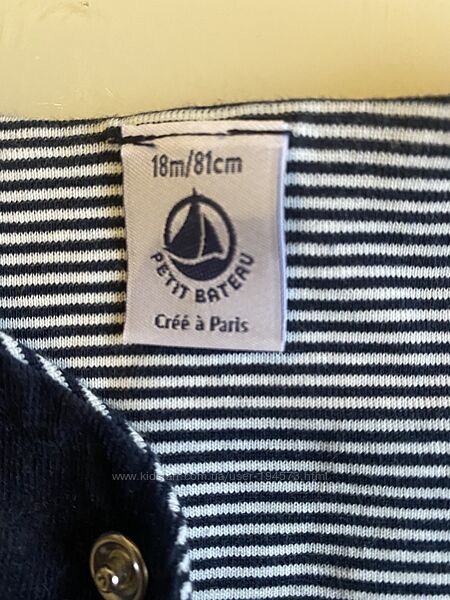 18m/81cm
PETIT BATEAU
Créé à Paris